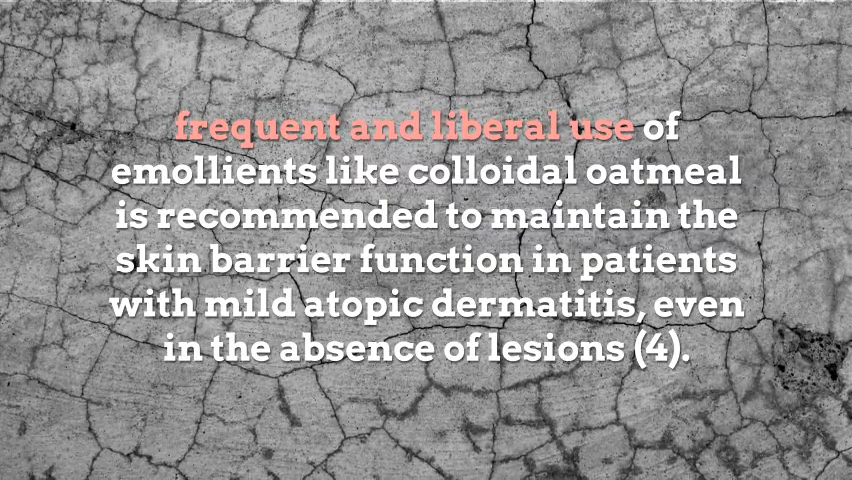 frequent and liberal use of
emollients like colloidal oatmeal
is recommended to maintain the
skin barrier function in patients
with mild atopic dermatitis, even
in the absence of lesions (4).